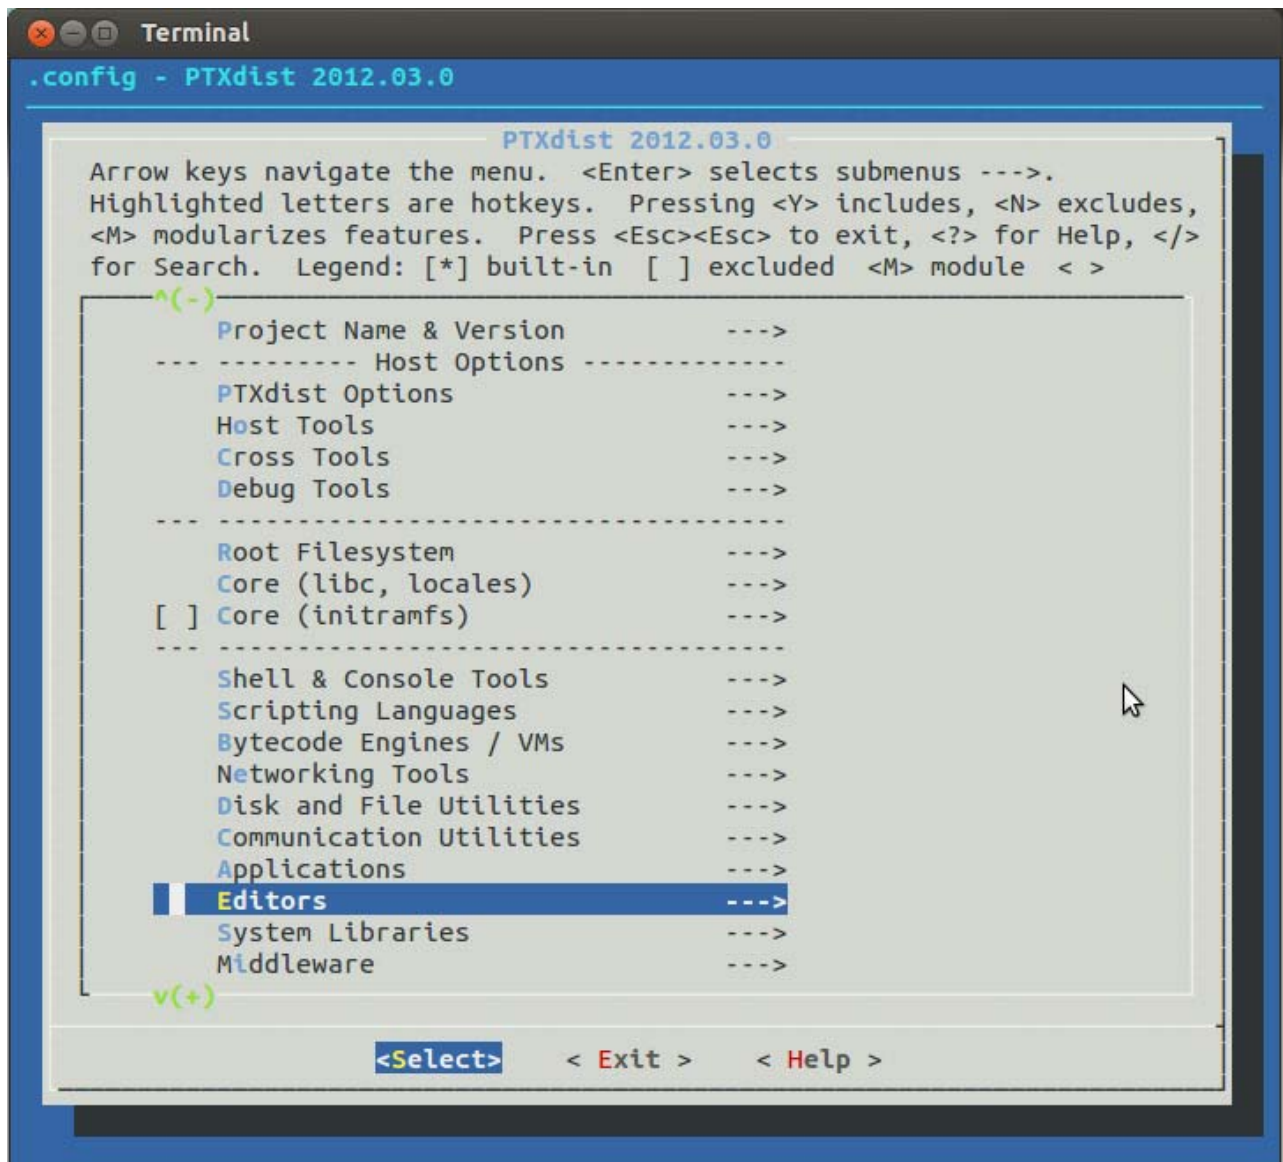 Terminal
.config - PTXdist 2012.03.0
PTXdist 2012.03.0
Arrow keys navigate the menu.  <Enter> selects submenus --->.
Highlighted letters are hotkeys.  Pressing <Y> includes, <N> excludes,
<M> modularizes features.  Press <Esc><Esc> to exit, <?> for Help, </>
for Search.  Legend: [*] built-in  [ ] excluded  <M> module  < >
^(-)
Project Name & Version          --->
--- --------- Host Options -------------
PTXdist Options                 --->
Host Tools                      --->
Cross Tools                     --->
Debug Tools                     --->
--- ------------------------------------
Root Filesystem                 --->
Core (libc, locales)            --->
[ ] Core (initramfs)                --->
--- ------------------------------------
Shell & Console Tools           --->
Scripting Languages             --->
Bytecode Engines / VMs          --->
Networking Tools                --->
Disk and File Utilities         --->
Communication Utilities         --->
Applications                    --->
Editors                         --->
System Libraries                --->
Middleware                      --->
v(+)
<Select>    < Exit >    < Help >